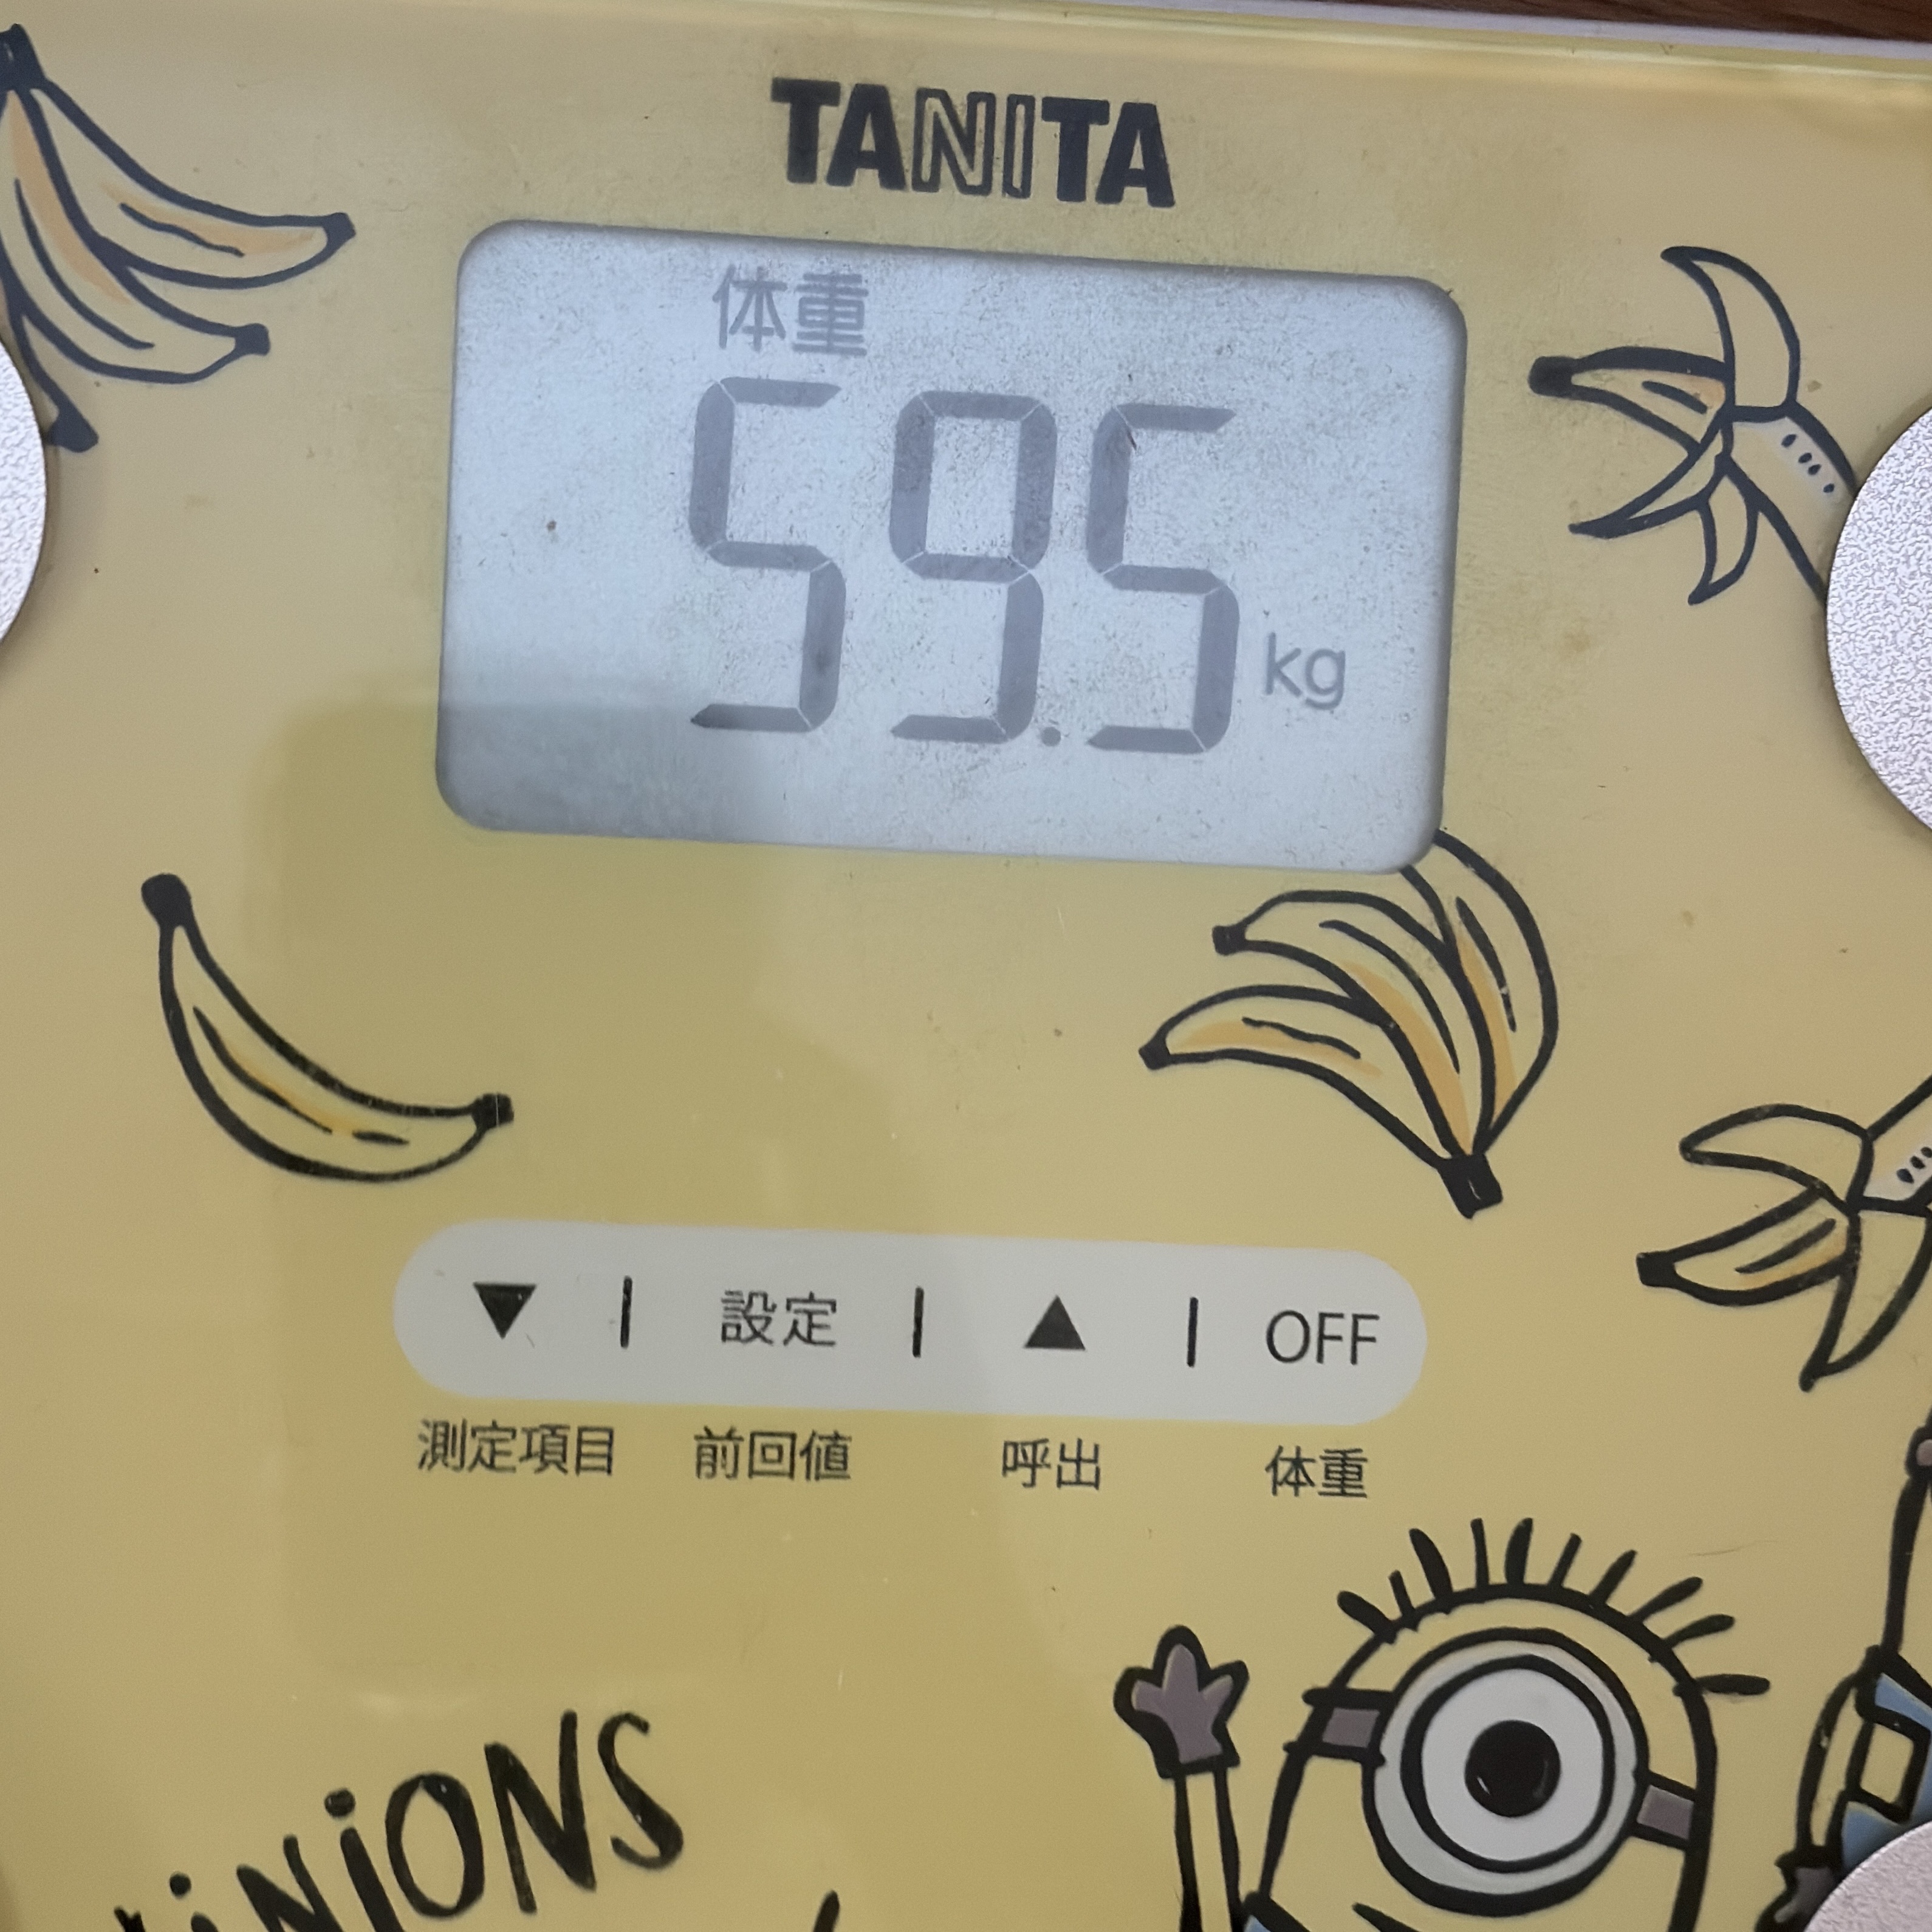 TANITA
体重
59.5 kg
▼ | 設定 | ▲ | OFF
測定項目 前回値 呼出 体重
MiNiONS